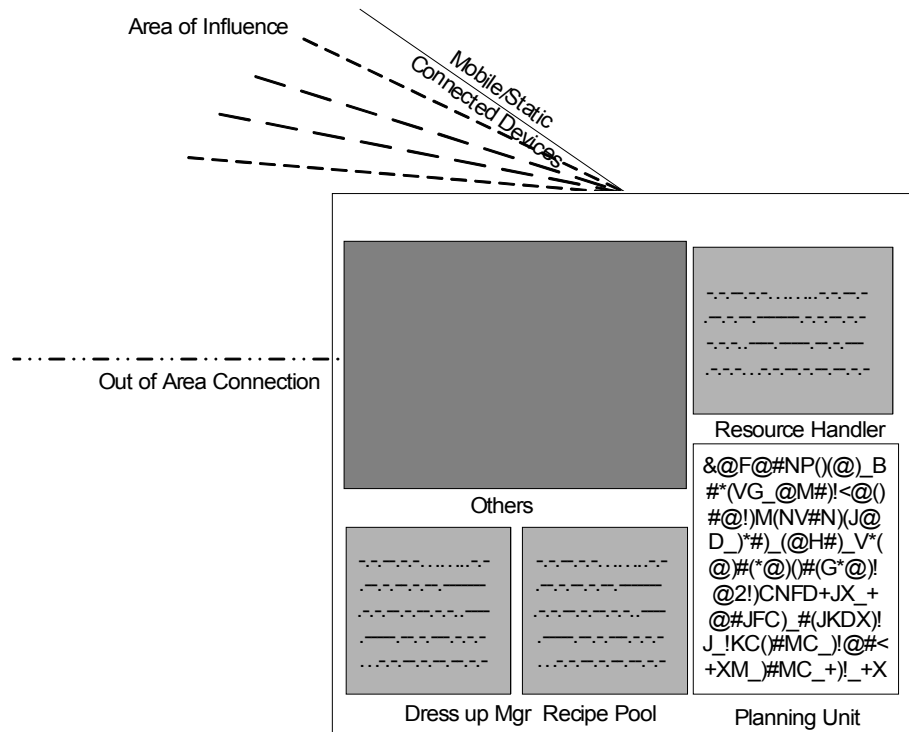 Area of Influence
Mobile/Static
Connected Devices
Out of Area Connection
Resource Handler
&@F@#NP()(@)_B
#*(VG_@M#)!<@()
#@!)M(NV#N)(J@
D_)*#)_(@H#)_V*(
@)#(*@)()#(G*@)!
@2!)CNFD+JX_+
@#JFC)_#(JKDX)!
J_!KC()#MC_)!@#<
+XM_)#MC_+)!_+X
Others
Dress up Mgr Recipe Pool
Planning Unit